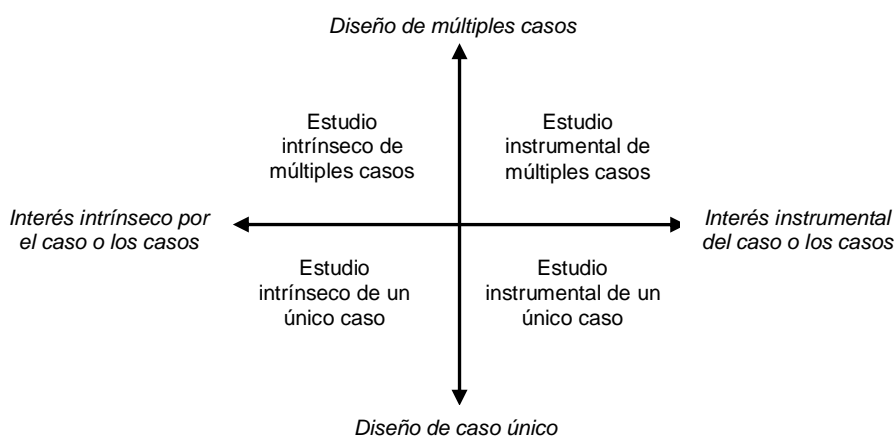 Diseño de múltiples casos
Estudio
intrínseco de
múltiples casos
Estudio
instrumental de
múltiples casos
Interés intrínseco por
el caso o los casos
Interés instrumental
del caso o los casos
Estudio
intrínseco de un
único caso
Estudio
instrumental de un
único caso
Diseño de caso único